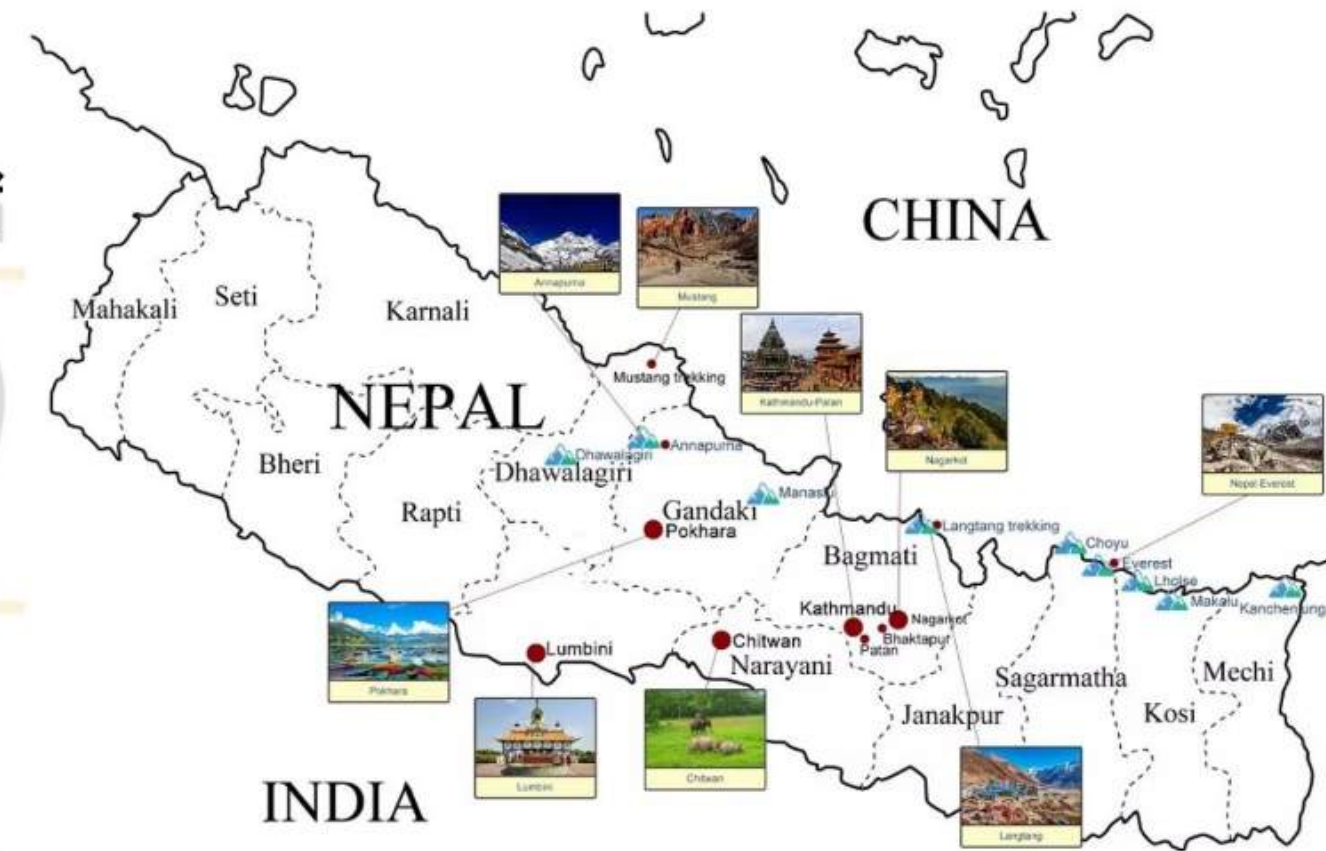 CHINA
Annapurna
Mustang
Mahakali
Seti
Karnali
Kathmandu-Patan
Mustang trekking
NEPAL
Nagarkot
Nepal Everest
Annapurna
Dhawalagiri
Bheri
Dhawalagiri
Manaslu
Rapti
Gandaki
Pokhara
Langtang trekking
Bagmati
Choyu
Everest
Lholse
Makalu
Kanchenjung
Kathmandu
Nagarkot
Bhaktapur
Patan
Lumbini
Chitwan
Narayani
Sagarmatha
Mechi
Pokhara
Janakpur
Kosi
Lumbini
Chitwan
INDIA
Langtang